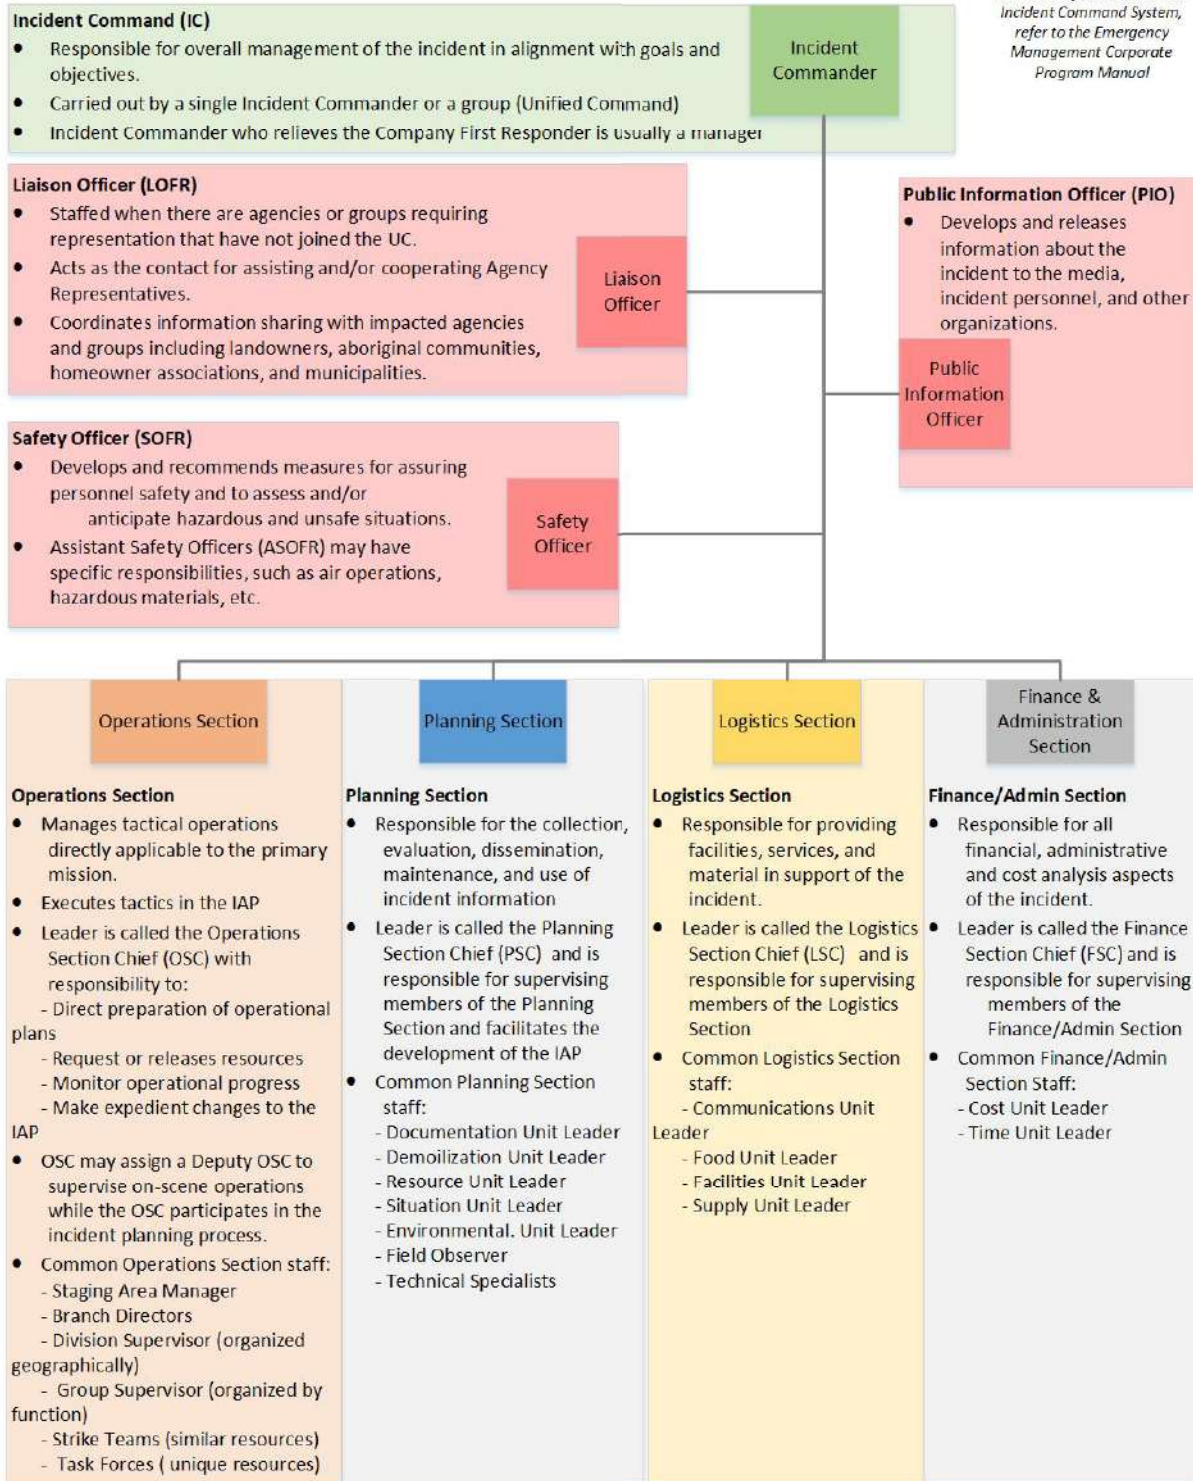 Incident Command System,
refer to the Emergency
Management Corporate
Program Manual
Incident Command (IC)
• Responsible for overall management of the incident in alignment with goals and
objectives.
• Carried out by a single Incident Commander or a group (Unified Command)
• Incident Commander who relieves the Company First Responder is usually a manager
Incident
Commander
Liaison Officer (LOFR)
• Staffed when there are agencies or groups requiring
representation that have not joined the UC.
• Acts as the contact for assisting and/or cooperating Agency
Representatives.
• Coordinates information sharing with impacted agencies
and groups including landowners, aboriginal communities,
homeowner associations, and municipalities.
Liaison
Officer
Public Information Officer (PIO)
• Develops and releases
information about the
incident to the media,
incident personnel, and other
organizations.
Public
Information
Officer
Safety Officer (SOFR)
• Develops and recommends measures for assuring
personnel safety and to assess and/or
anticipate hazardous and unsafe situations.
• Assistant Safety Officers (ASOFR) may have
specific responsibilities, such as air operations,
hazardous materials, etc.
Safety
Officer
Operations Section
Operations Section
• Manages tactical operations
directly applicable to the primary
mission.
• Executes tactics in the IAP
• Leader is called the Operations
Section Chief (OSC) with
responsibility to:
- Direct preparation of operational
plans
- Request or releases resources
- Monitor operational progress
- Make expedient changes to the
IAP
• OSC may assign a Deputy OSC to
supervise on-scene operations
while the OSC participates in the
incident planning process.
• Common Operations Section staff:
- Staging Area Manager
- Branch Directors
- Division Supervisor (organized
geographically)
- Group Supervisor (organized by
function)
- Strike Teams (similar resources)
- Task Forces ( unique resources)
Planning Section
Planning Section
• Responsible for the collection,
evaluation, dissemination,
maintenance, and use of
incident information
• Leader is called the Planning
Section Chief (PSC) and is
responsible for supervising
members of the Planning
Section and facilitates the
development of the IAP
• Common Planning Section
staff:
- Documentation Unit Leader
- Demoilization Unit Leader
- Resource Unit Leader
- Situation Unit Leader
- Environmental. Unit Leader
- Field Observer
- Technical Specialists
Logistics Section
Logistics Section
• Responsible for providing
facilities, services, and
material in support of the
incident.
• Leader is called the Logistics
Section Chief (LSC) and is
responsible for supervising
members of the Logistics
Section
• Common Logistics Section
staff:
- Communications Unit
Leader
- Food Unit Leader
- Facilities Unit Leader
- Supply Unit Leader
Finance &
Administration
Section
Finance/Admin Section
• Responsible for all
financial, administrative
and cost analysis aspects
of the incident.
• Leader is called the Finance
Section Chief (FSC) and is
responsible for supervising
members of the
Finance/Admin Section
• Common Finance/Admin
Section Staff:
- Cost Unit Leader
- Time Unit Leader